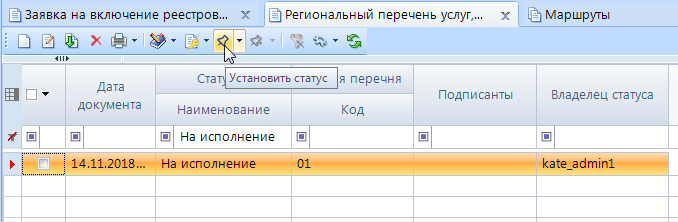 Заявка на включение реестров...
Региональный перечень услуг,...
Маршруты
Установить статус
Дата документа
Стату
я перечня
Наименование
Код
Подписанты
Владелец статуса
На исполнение
14.11.2018...
На исполнение
01
kate_admin1